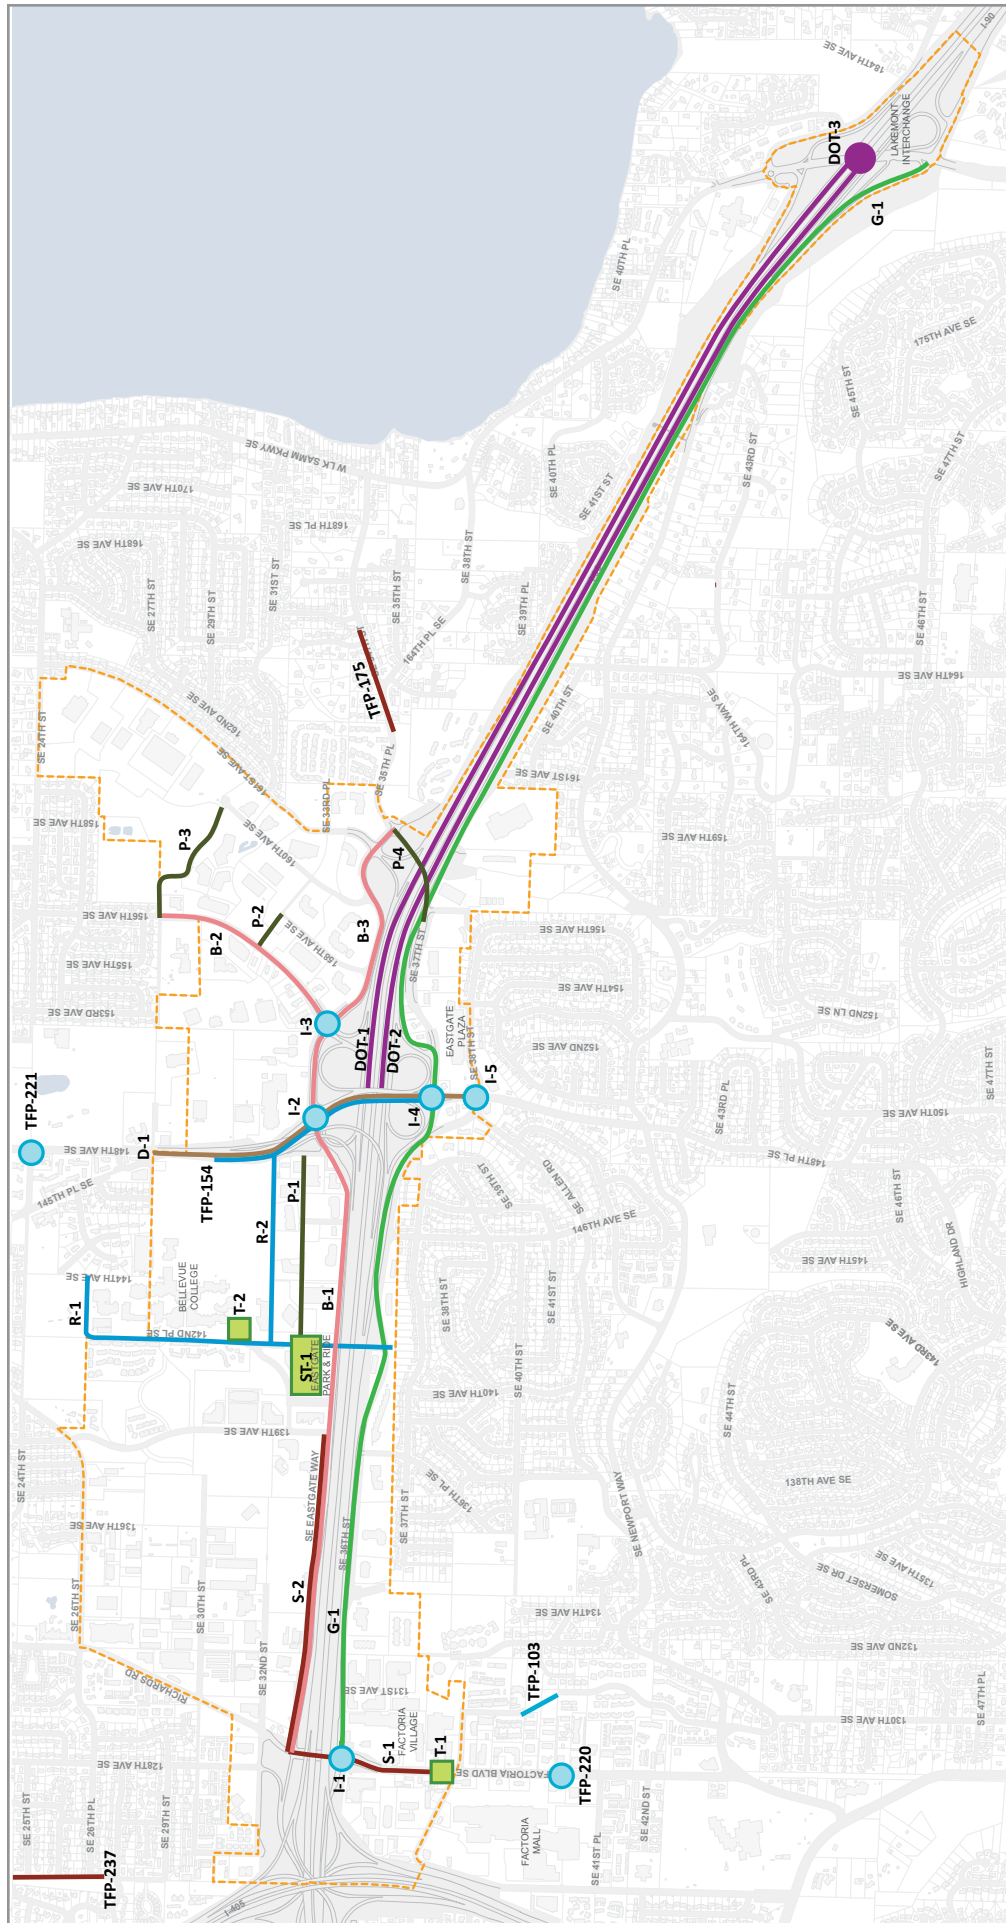 I-90
184TH AVE SE
LAKEMONT
INTERCHANGE
DOT-3
G-1
SE 40TH PL
175TH AVE SE
SE 45TH ST
SE 47TH ST
W LK SAMM PKWY SE
170TH AVE SE
168TH PL SE
168TH AVE SE
SE 40TH PL
SE 41ST ST
SE 43RD ST
SE 38TH ST
SE 31ST ST
SE 27TH ST
SE 29TH ST
SE 35TH ST
SE 39TH PL
SE 46TH ST
164TH PL SE
TFP-175
164TH AVE SE
SE 40TH ST
164TH WAY SE
162ND AVE SE
SE 24TH ST
161ST AVE SE
SE 35TH PL
161ST AVE SE
158TH AVE SE
SE 33RD PL
P-3
160TH AVE SE
159TH AVE SE
P-4
156TH AVE SE
P-2
B-2
B-3
158TH AVE SE
SE 37TH ST
156TH AVE SE
155TH AVE SE
154TH AVE SE
153RD AVE SE
I-3
EASTGATE
PLAZA
SE 38TH ST
152ND AVE SE
152ND LN SE
DOT-1
DOT-2
TFP-221
I-2
I-4
I-5
SE 43RD PL
150TH AVE SE
SE 47TH ST
148TH AVE SE
D-1
148TH PL SE
TFP-154
145TH PL SE
P-1
SE 39TH ST
SE ALLEN RD
SE 46TH ST
R-2
146TH AVE SE
144TH AVE SE
BELLEVUE
COLLEGE
B-1
145TH AVE SE
HIGHLAND DR
R-1
T-2
142ND PL SE
SE 38TH ST
SE 41ST ST
143RD AVE SE
ST-1
EASTGATE
PARK & RIDE
SE 40TH ST
140TH AVE SE
SE 44TH ST
139TH AVE SE
SE 24TH ST
SE EASTGATE WAY
136TH PL SE
138TH AVE SE
SE NEWPORT WAY
136TH AVE SE
SE 36TH ST
SE 37TH ST
135TH AVE SE
SOMERSET DR SE
SE 43RD PL
SE 26TH ST
SE 30TH ST
S-2
G-1
134TH AVE SE
132ND AVE SE
SE 32ND ST
RICHARDS RD
131ST AVE SE
TFP-103
SE 47TH PL
130TH AVE SE
FACTORIA
VILLAGE
S-1
T-1
I-1
128TH AVE SE
FACTORIA BLVD SE
TFP-220
SE 25TH ST
SE 26TH PL
SE 29TH ST
SE 42ND ST
FACTORIA
MALL
SE 41ST PL
TFP-237
I-405